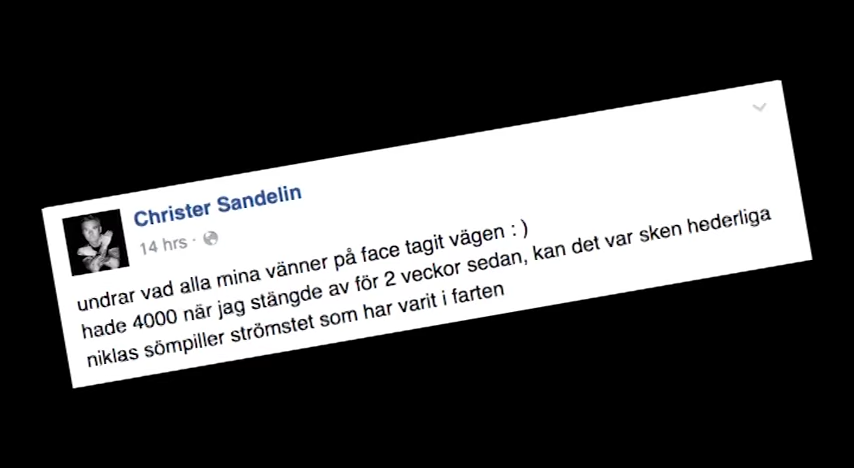 Christer Sandelin
14 hrs ·
undrar vad alla mina vänner på face tagit vägen : )
hade 4000 när jag stängde av för 2 veckor sedan, kan det var sken hederliga
niklas sömpiller strömstet som har varit i farten